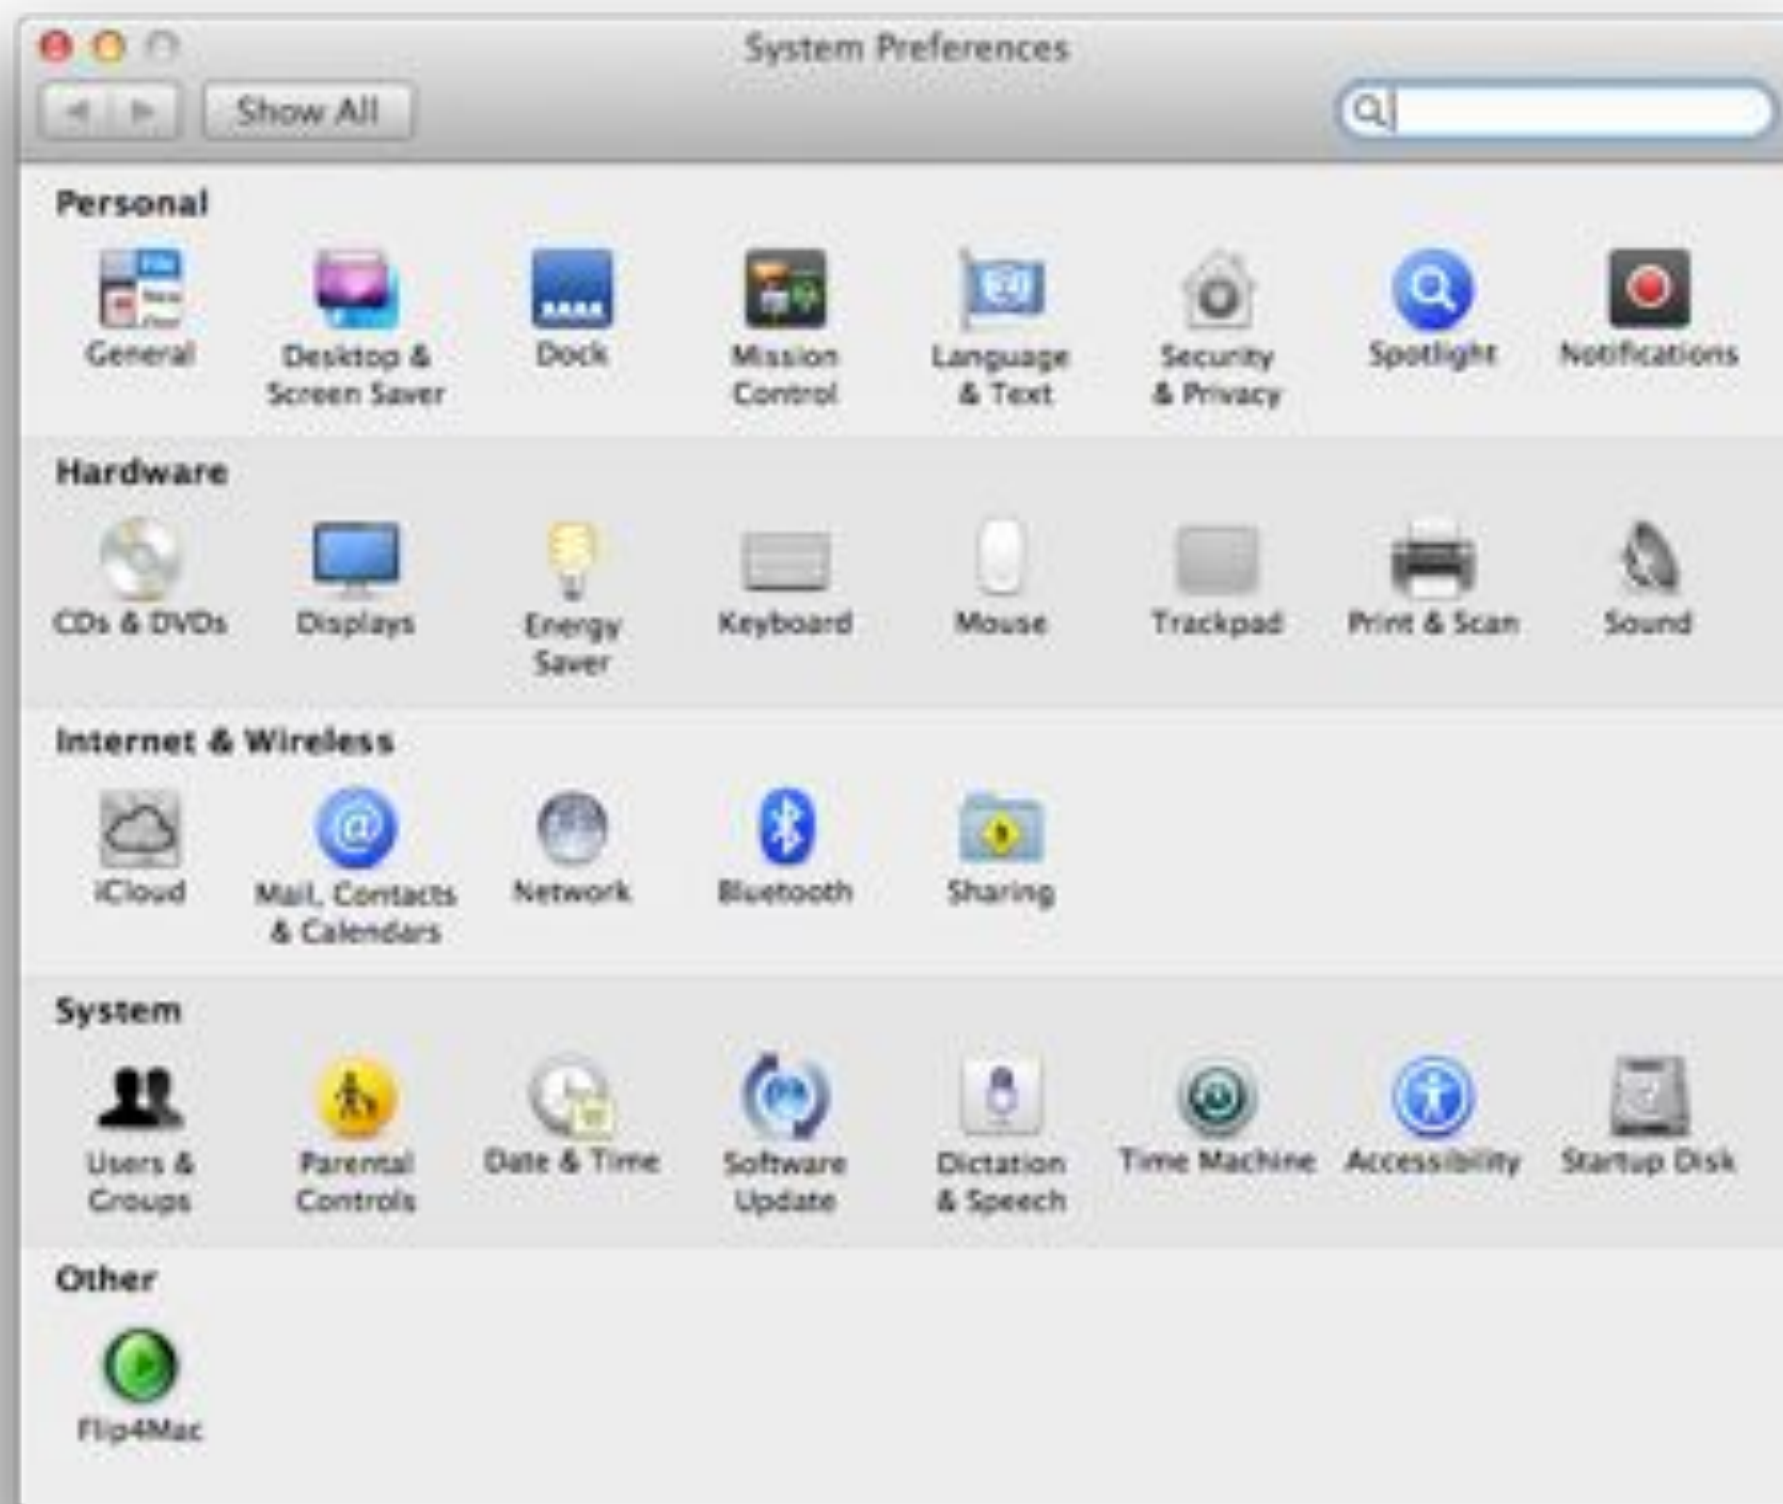 System Preferences
Show All
Personal
General
Desktop &
Screen Saver
Dock
Mission
Control
Language
& Text
Security
& Privacy
Spotlight
Notifications
Hardware
CDs & DVDs
Displays
Energy
Saver
Keyboard
Mouse
Trackpad
Print & Scan
Sound
Internet & Wireless
iCloud
Mail, Contacts
& Calendars
Network
Bluetooth
Sharing
System
Users &
Groups
Parental
Controls
Date & Time
Software
Update
Dictation
& Speech
Time Machine
Accessibility
Startup Disk
Other
Flip4Mac